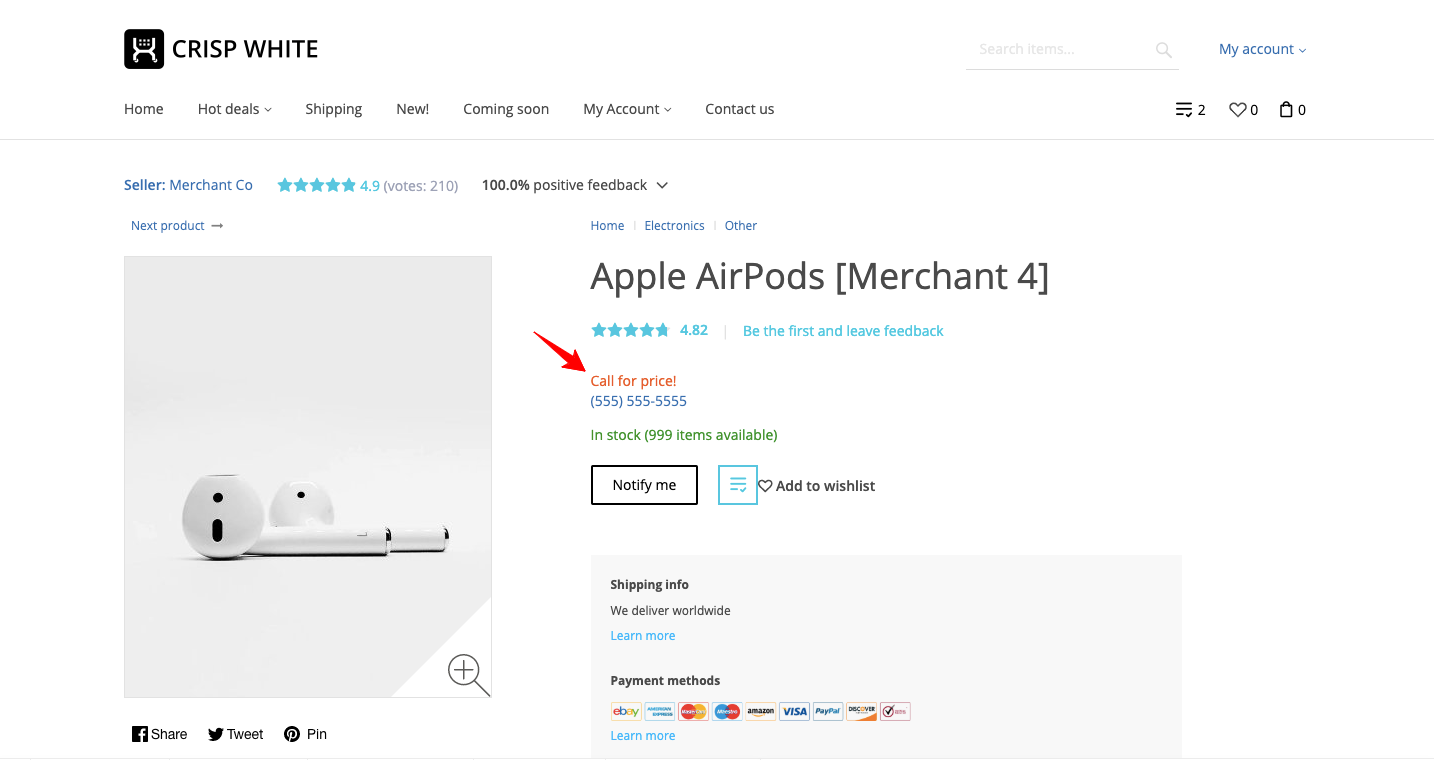 CRISP WHITE
Search items...
My account
Home Hot deals Shipping New! Coming soon My Account Contact us
2 0 0
Seller: Merchant Co 4.9 (votes: 210) 100.0% positive feedback
Next product
Home Electronics Other
Apple AirPods [Merchant 4]
4.82 | Be the first and leave feedback
Call for price!
(555) 555-5555
In stock (999 items available)
Notify me
Add to wishlist
Shipping info
We deliver worldwide
Learn more
Payment methods
ebay AMERICAN EXPRESS MasterCard Maestro amazon VISA PayPal DISCOVER
Learn more
Share Tweet Pin